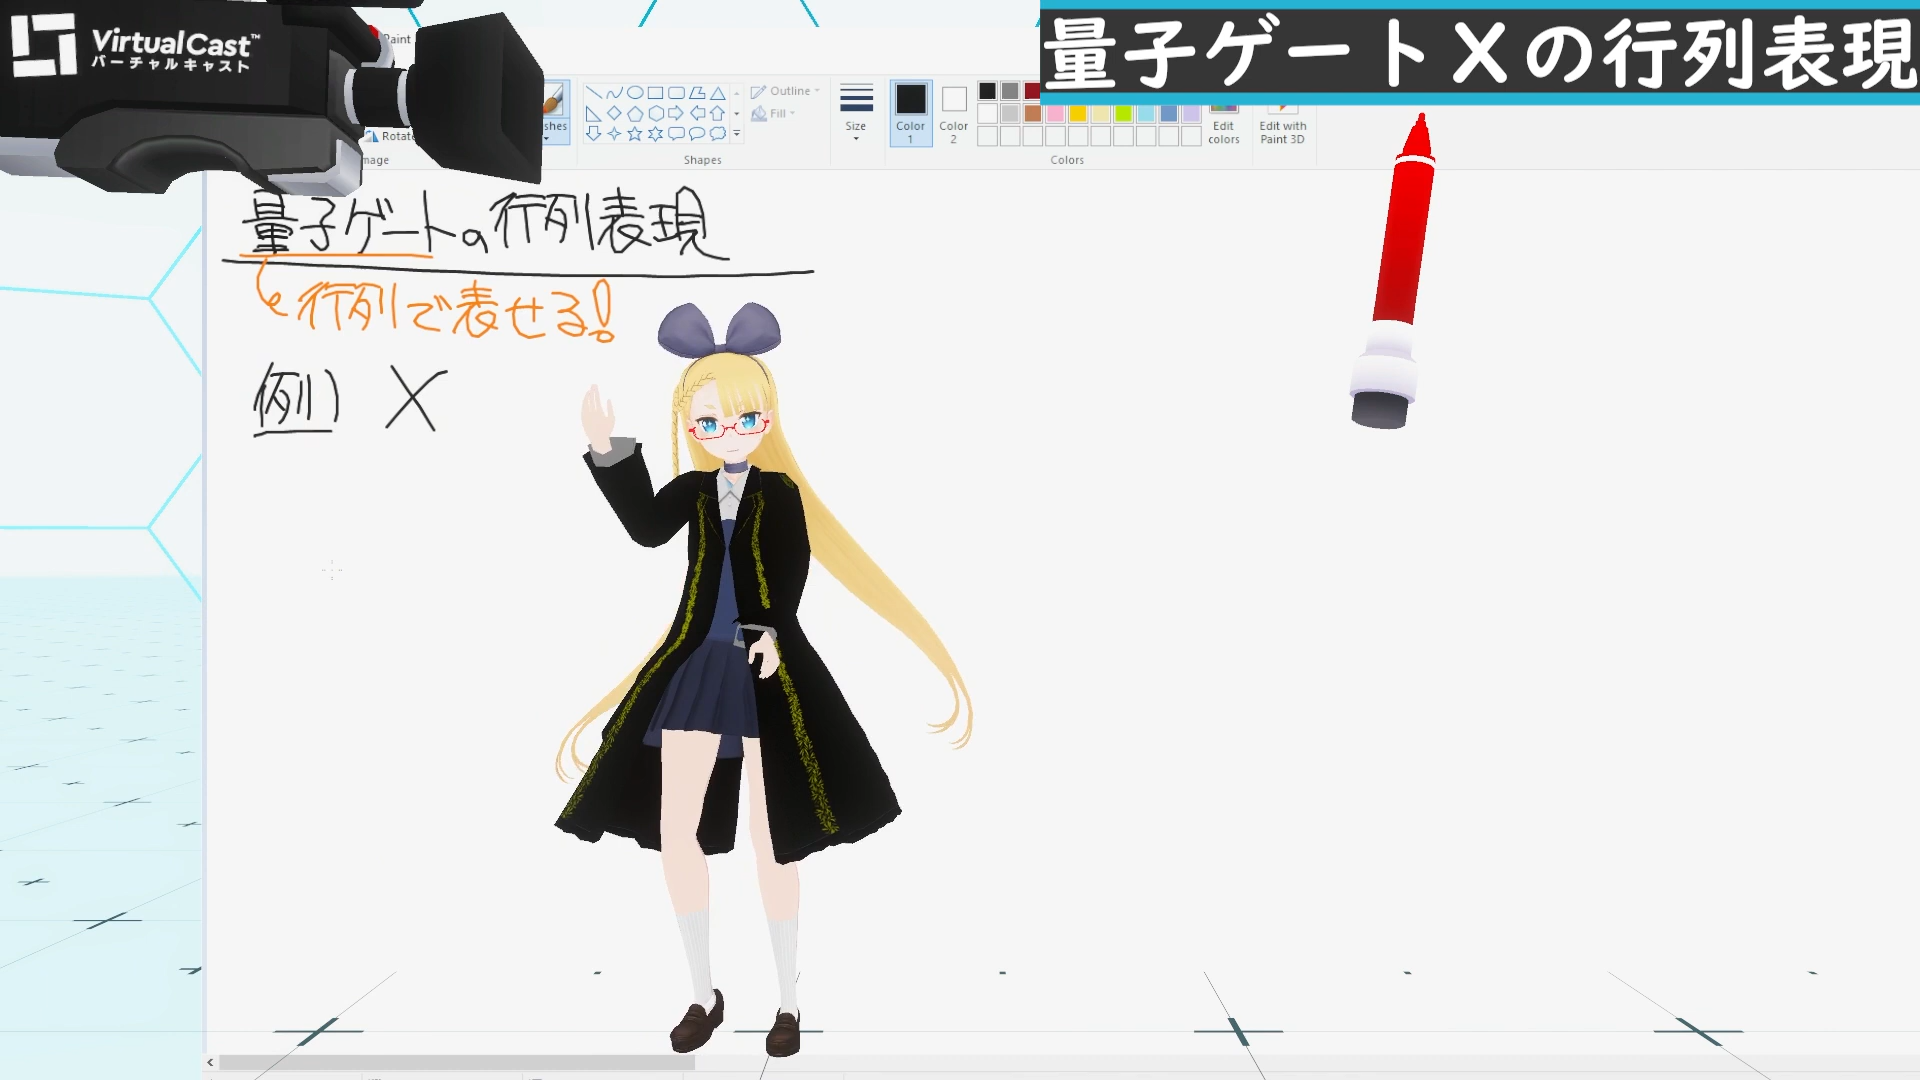 VirtualCast™
バーチャルキャスト
Paint
量子ゲートXの行列表現
Rotate
Outline
Fill
Size
Color
1
Color
2
Edit
colors
Edit with
Paint 3D
Shapes
Colors
量子ゲートの行列表現
行列で表せる!
例) X